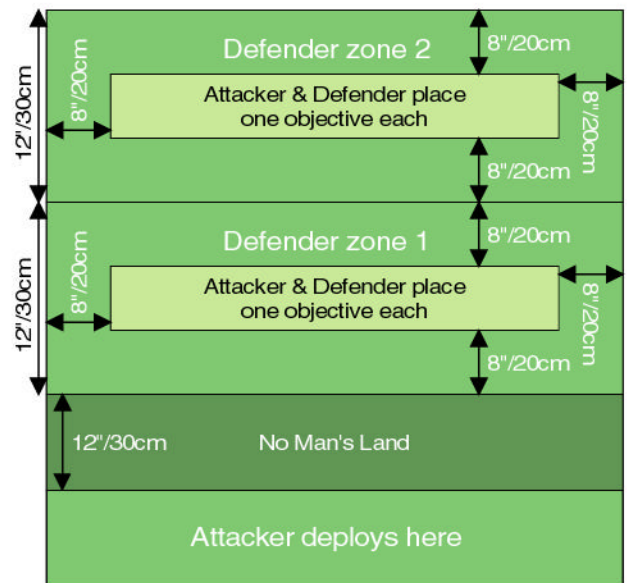 Defender zone 2
8"/20cm
12"/30cm
8"/20cm
Attacker & Defender place
one objective each
8"/20cm
8"/20cm
Defender zone 1
8"/20cm
12"/30cm
8"/20cm
Attacker & Defender place
one objective each
8"/20cm
8"/20cm
12"/30cm
No Man's Land
Attacker deploys here